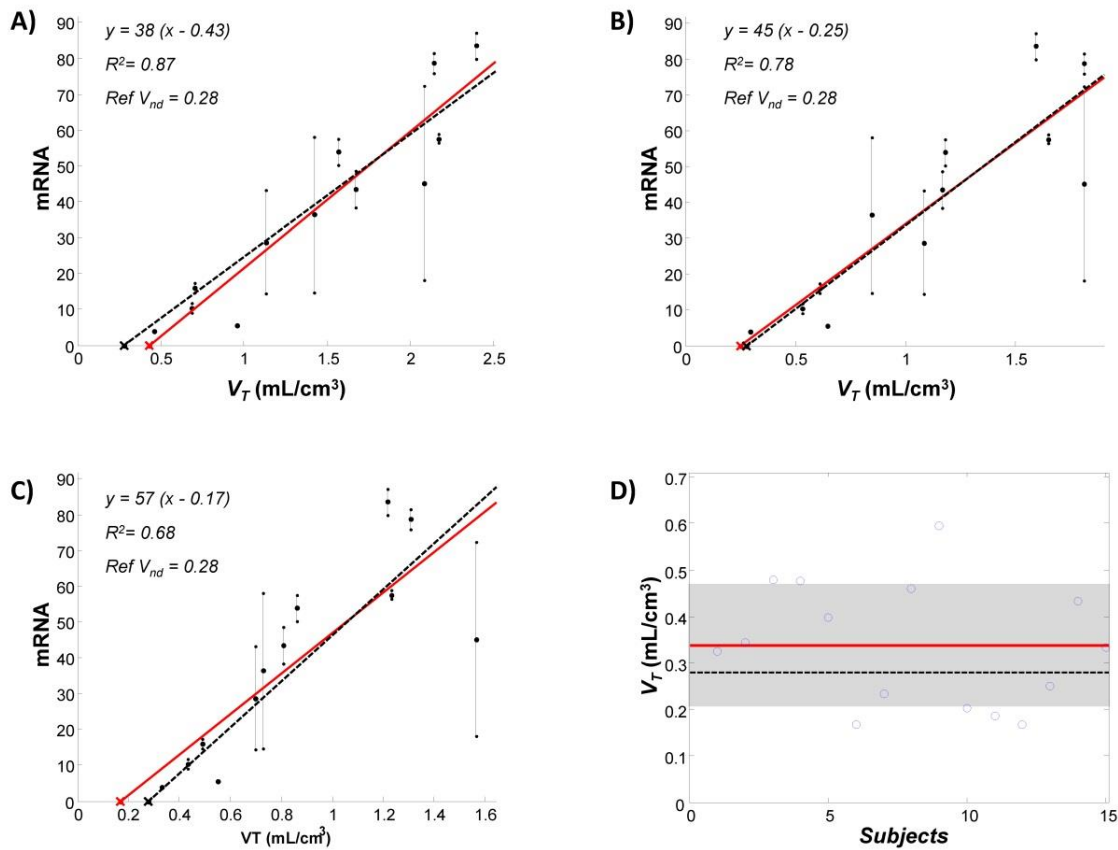 A)
y = 38 (x - 0.43)
R²= 0.87
Ref Vnd = 0.28
mRNA
90
80
70
60
50
40
30
20
10
0
0.5
1
1.5
2
2.5
VT (mL/cm³)
B)
y = 45 (x - 0.25)
R²= 0.78
Ref Vnd = 0.28
mRNA
90
80
70
60
50
40
30
20
10
0
0
0.5
1
1.5
VT (mL/cm³)
C)
y = 57 (x - 0.17)
R²= 0.68
Ref Vnd = 0.28
mRNA
90
80
70
60
50
40
30
20
10
0
0
0.2
0.4
0.6
0.8
1
1.2
1.4
1.6
VT (mL/cm³)
D)
VT (mL/cm³)
0.7
0.6
0.5
0.4
0.3
0.2
0.1
0
0
5
10
15
Subjects